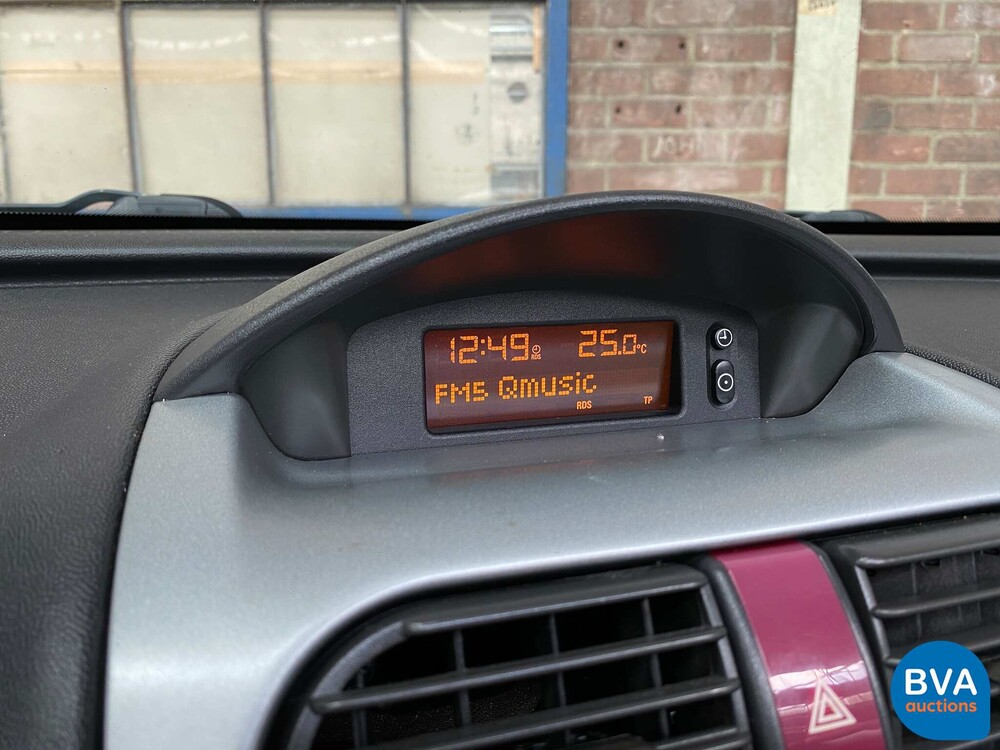 12:49 RDS 25.0°C
FM5 Qmusic
RDS TP
BVA
auctions